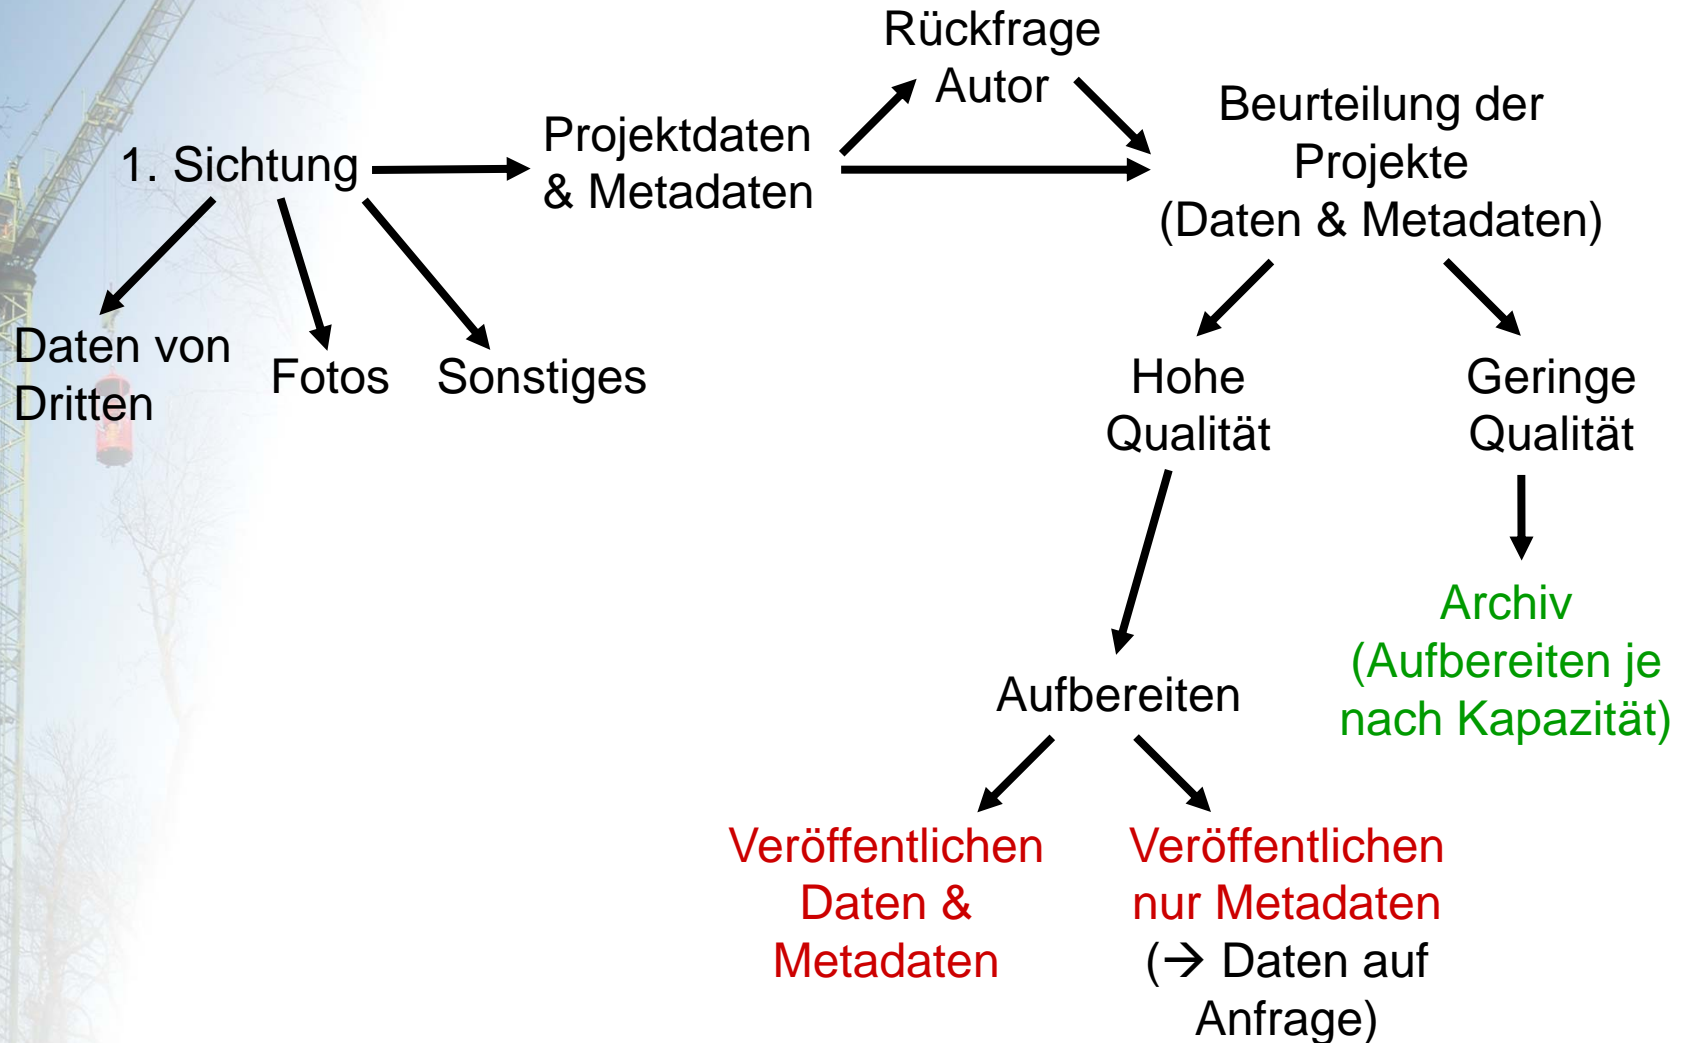 Rückfrage
Autor
1. Sichtung
Projektdaten
& Metadaten
Beurteilung der
Projekte
(Daten & Metadaten)
Daten von
Dritten
Fotos
Sonstiges
Hohe
Qualität
Geringe
Qualität
Archiv
(Aufbereiten je
nach Kapazität)
Aufbereiten
Veröffentlichen
Daten &
Metadaten
Veröffentlichen
nur Metadaten
(→ Daten auf
Anfrage)